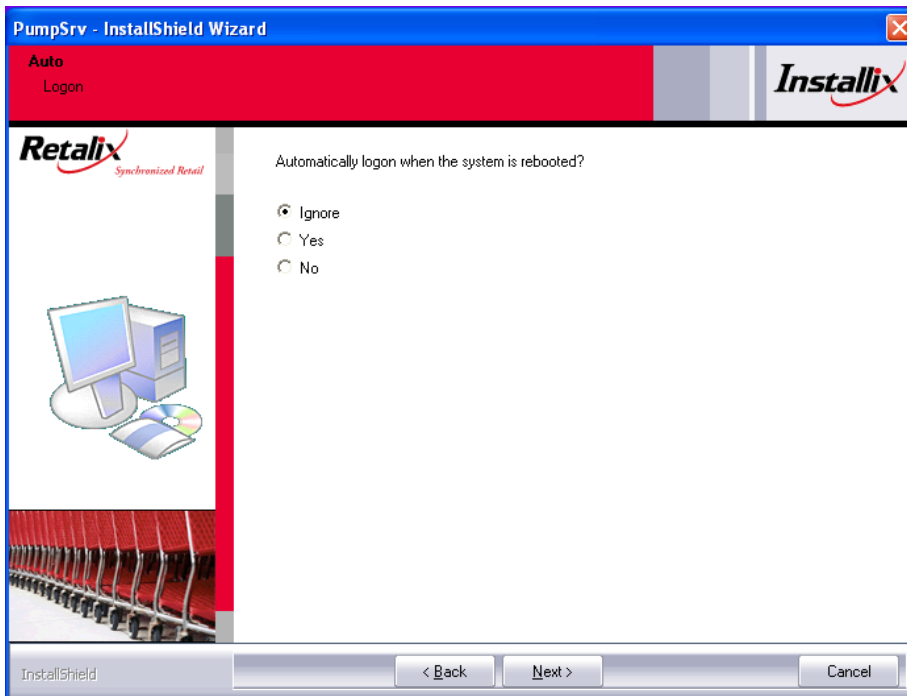 PumpSrv - InstallShield Wizard
Auto
Logon
Installix
Retalix
Synchronized Retail
Automatically logon when the system is rebooted?
Ignore
Yes
No
InstallShield
< Back
Next >
Cancel